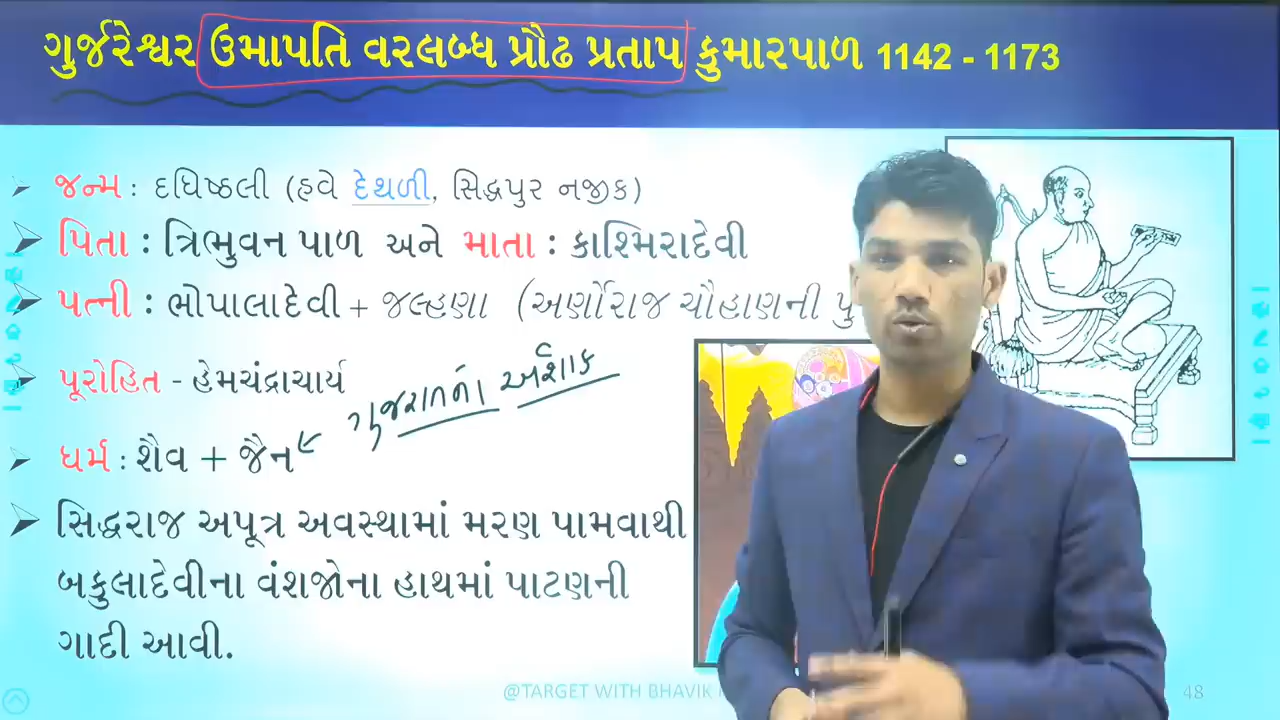 ગુર્જરેશ્વર ઉમાપતિ વરલબ્ધ પ્રૌઢ પ્રતાપ કુમારપાળ 1142 - 1173
➢ જન્મ : દધિષ્ઠલી (હવે દેથળી, સિદ્ધપુર નજીક)
➢ પિતા : ત્રિભુવન પાળ અને માતા : કાશ્મિરાદેવી
➢ પત્ની : ભોપાલાદેવી + જલ્હણા (અર્ણોરાજ ચૌહાણની
➢ પૂરોહિત - હેમચંદ્રાચાર્ય
ગુજરાતના અશોક
➢ ધર્મ : શૈવ + જૈન
➢ સિદ્ધરાજ અપૂત્ર અવસ્થામાં મરણ પામવાથી
બકુલાદેવીના વંશજોના હાથમાં પાટણની
ગાદી આવી.
@TARGET WITH BHAVIK
48